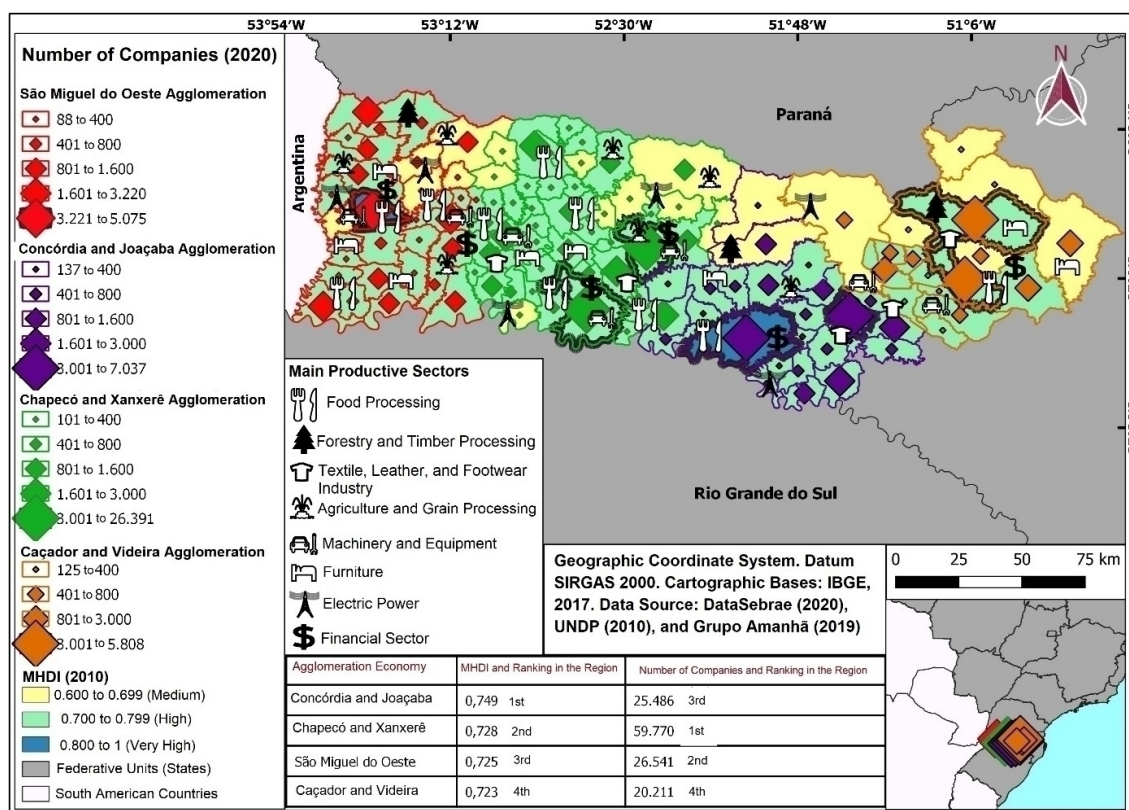 53°54'W 53°12'W 52°30'W 51°48'W 51°6'W
Number of Companies (2020)
São Miguel do Oeste Agglomeration
88 to 400
401 to 800
801 to 1.600
1.601 to 3.220
3.221 to 5.075
Concórdia and Joaçaba Agglomeration
137 to 400
401 to 800
801 to 1.600
1.601 to 3.000
3.001 to 7.037
Chapecó and Xanxerê Agglomeration
101 to 400
401 to 800
801 to 1.600
1.601 to 3.000
3.001 to 26.391
Caçador and Videira Agglomeration
125 to 400
401 to 800
801 to 3.000
3.001 to 5.808
MHDI (2010)
0.600 to 0.699 (Medium)
0.700 to 0.799 (High)
0.800 to 1 (Very High)
Federative Units (States)
South American Countries
Argentina
Paraná
N
Rio Grande do Sul
Main Productive Sectors
Food Processing
Forestry and Timber Processing
Textile, Leather, and Footwear
Industry
Agriculture and Grain Processing
Machinery and Equipment
Furniture
Electric Power
Financial Sector
Geographic Coordinate System. Datum
SIRGAS 2000. Cartographic Bases: IBGE,
2017. Data Source: DataSebrae (2020),
UNDP (2010), and Grupo Amanhã (2019)
0 25 50 75 km
Agglomeration Economy MHDI and Ranking in the Region Number of Companies and Ranking in the Region
Concórdia and Joaçaba 0,749 1st 25.486 3rd
Chapecó and Xanxerê 0,728 2nd 59.770 1st
São Miguel do Oeste 0,725 3rd 26.541 2nd
Caçador and Videira 0,723 4th 20.211 4th